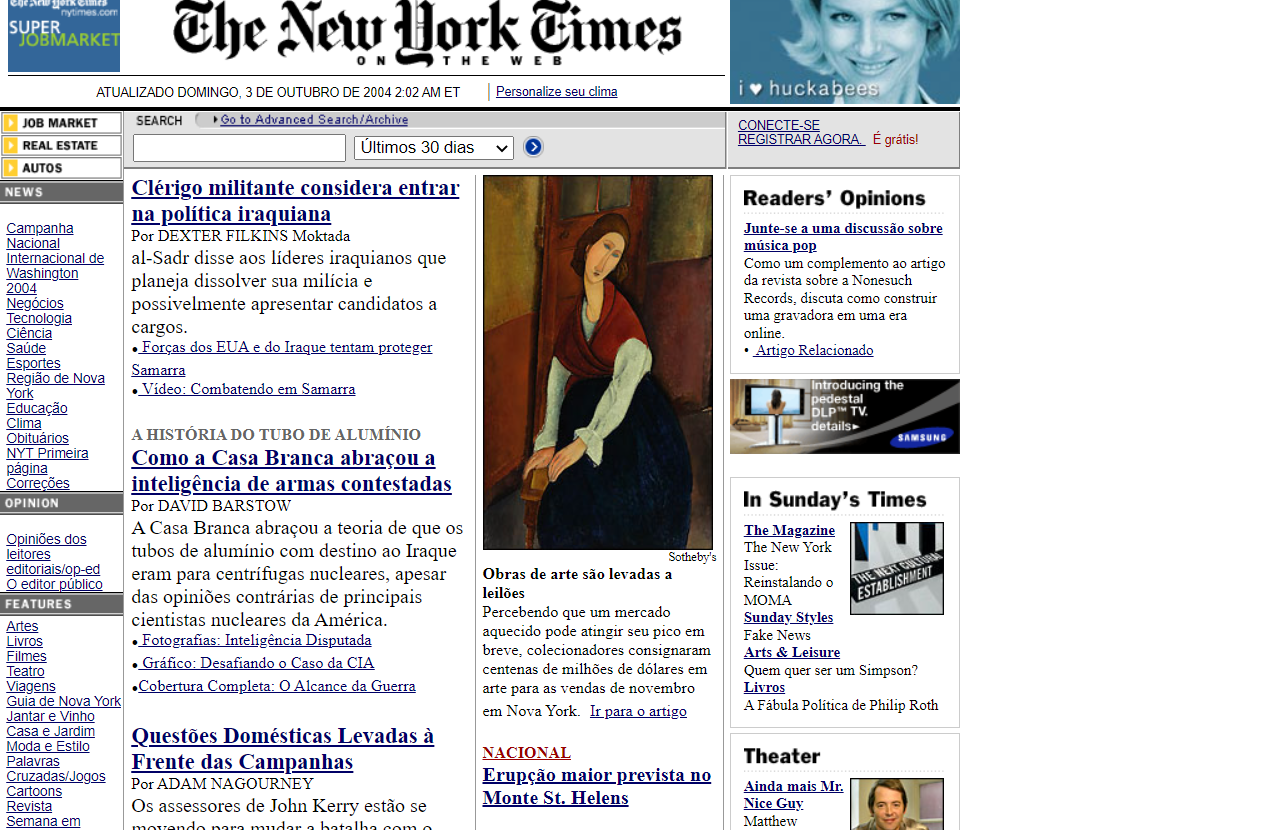 The New York Times
nytimes.com
SUPER
JOBMARKET
The New York Times
ON THE WEB
i ♥ huckabees
ATUALIZADO DOMINGO, 3 DE OUTUBRO DE 2004 2:02 AM ET
Personalize seu clima
JOB MARKET
REAL ESTATE
AUTOS
SEARCH
Go to Advanced Search/Archive
Últimos 30 dias
CONECTE-SE
REGISTRAR AGORA. É grátis!
NEWS
Campanha
Nacional
Internacional de
Washington
2004
Negócios
Tecnologia
Ciência
Saúde
Esportes
Região de Nova
York
Educação
Clima
Obituários
NYT Primeira
página
Correções
OPINION
Opiniões dos
leitores
editoriais/op-ed
O editor público
FEATURES
Artes
Livros
Filmes
Teatro
Viagens
Guia de Nova York
Jantar e Vinho
Casa e Jardim
Moda e Estilo
Palavras
Cruzadas/Jogos
Cartoons
Revista
Semana em
Clérigo militante considera entrar
na política iraquiana
Por DEXTER FILKINS Moktada
al-Sadr disse aos líderes iraquianos que
planeja dissolver sua milícia e
possivelmente apresentar candidatos a
cargos.
• Forças dos EUA e do Iraque tentam proteger
Samarra
• Vídeo: Combatendo em Samarra
A HISTÓRIA DO TUBO DE ALUMÍNIO
Como a Casa Branca abraçou a
inteligência de armas contestadas
Por DAVID BARSTOW
A Casa Branca abraçou a teoria de que os
tubos de alumínio com destino ao Iraque
eram para centrífugas nucleares, apesar
das opiniões contrárias de principais
cientistas nucleares da América.
• Fotografias: Inteligência Disputada
• Gráfico: Desafiando o Caso da CIA
•Cobertura Completa: O Alcance da Guerra
Questões Domésticas Levadas à
Frente das Campanhas
Por ADAM NAGOURNEY
Os assessores de John Kerry estão se
movendo para mudar a batalha com o
Sotheby's
Obras de arte são levadas a
leilões
Percebendo que um mercado
aquecido pode atingir seu pico em
breve, colecionadores consignaram
centenas de milhões de dólares em
arte para as vendas de novembro
em Nova York. Ir para o artigo
NACIONAL
Erupção maior prevista no
Monte St. Helens
Readers' Opinions
Junte-se a uma discussão sobre
música pop
Como um complemento ao artigo
da revista sobre a Nonesuch
Records, discuta como construir
uma gravadora em uma era
online.
• Artigo Relacionado
Introducing the
pedestal
DLP™ TV.
details►
SAMSUNG
In Sunday's Times
The Magazine
The New York
Issue:
Reinstalando o
MOMA
THE NEXT CULTURAL
ESTABLISHMENT
Sunday Styles
Fake News
Arts & Leisure
Quem quer ser um Simpson?
Livros
A Fábula Política de Philip Roth
Theater
Ainda mais Mr.
Nice Guy
Matthew